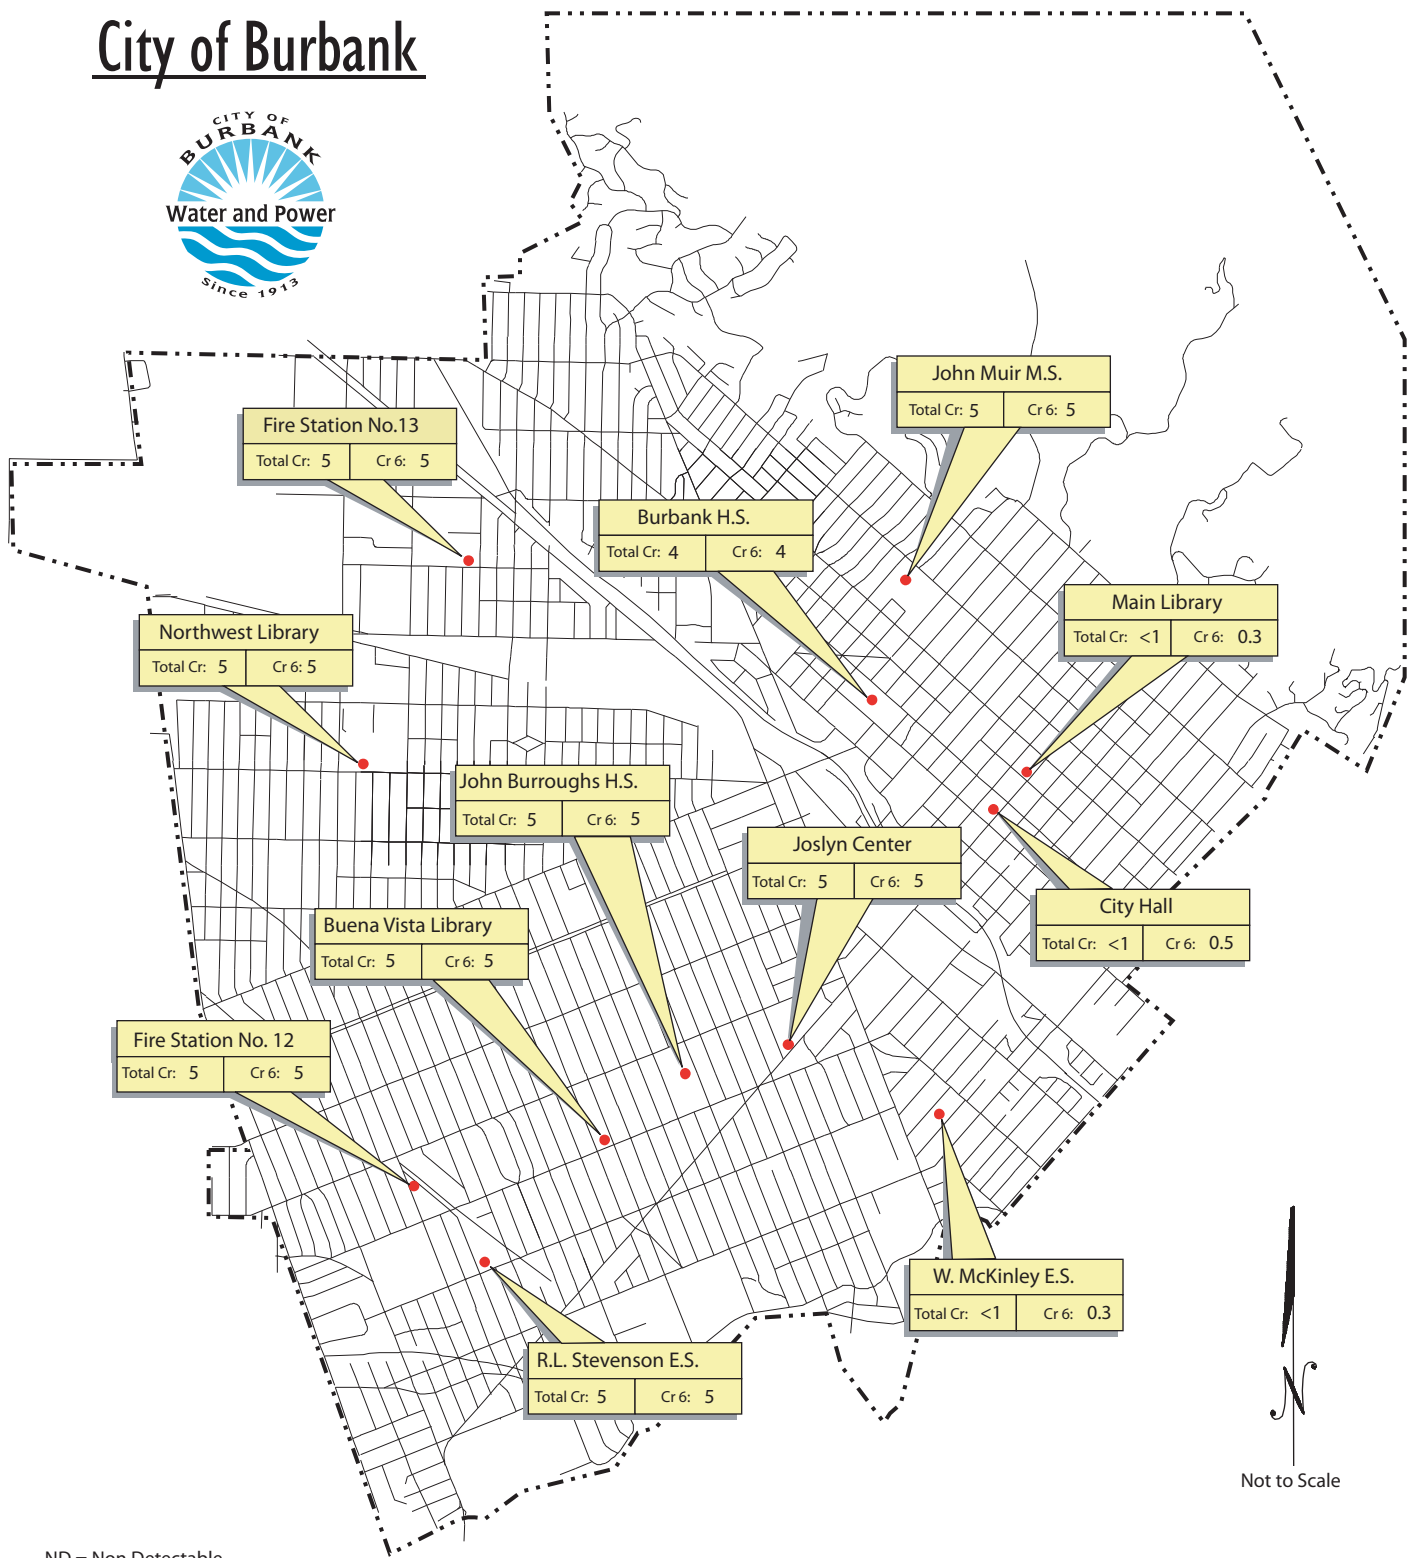 City of Burbank
CITY OF
BURBANK
Water and Power
Since 1913
John Muir M.S.
Total Cr: 5 Cr 6: 5
Fire Station No.13
Total Cr: 5 Cr 6: 5
Burbank H.S.
Total Cr: 4 Cr 6: 4
Main Library
Total Cr: <1 Cr 6: 0.3
Northwest Library
Total Cr: 5 Cr 6: 5
John Burroughs H.S.
Total Cr: 5 Cr 6: 5
Joslyn Center
Total Cr: 5 Cr 6: 5
City Hall
Total Cr: <1 Cr 6: 0.5
Buena Vista Library
Total Cr: 5 Cr 6: 5
Fire Station No. 12
Total Cr: 5 Cr 6: 5
W. McKinley E.S.
Total Cr: <1 Cr 6: 0.3
R.L. Stevenson E.S.
Total Cr: 5 Cr 6: 5
N
Not to Scale
ND = Non Detectable